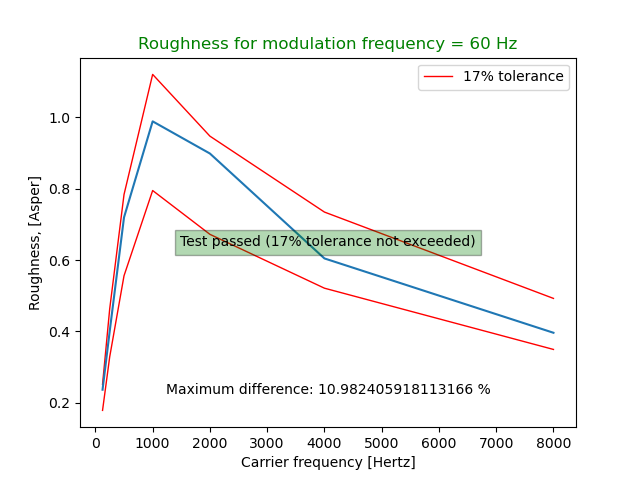 Roughness for modulation frequency = 60 Hz
17% tolerance
1.0
0.8
Roughness, [Asper]
Test passed (17% tolerance not exceeded)
0.6
0.4
Maximum difference: 10.982405918113166 %
0.2
0 1000 2000 3000 4000 5000 6000 7000 8000
Carrier frequency [Hertz]